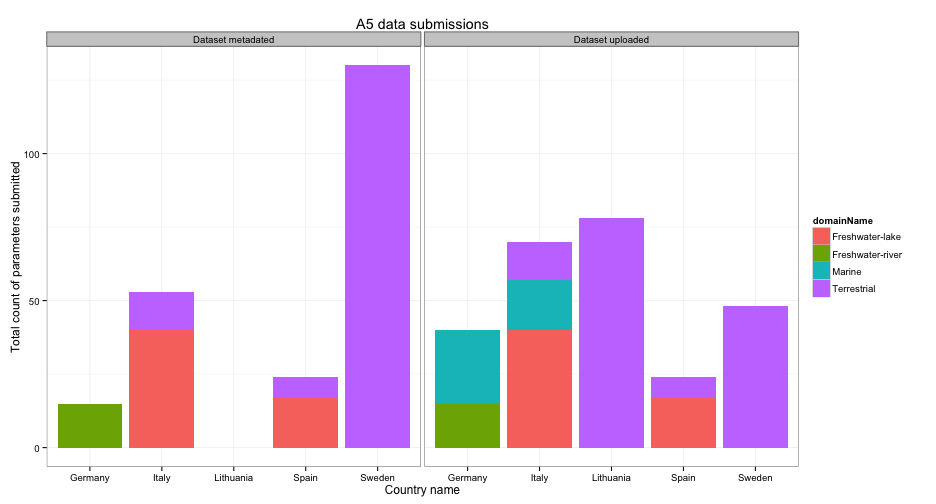 A5 data submissions
Dataset metadated
Dataset uploaded
Total count of parameters submitted
100
50
0
Germany Italy Lithuania Spain Sweden
Germany Italy Lithuania Spain Sweden
Country name
domainName
Freshwater-lake
Freshwater-river
Marine
Terrestrial